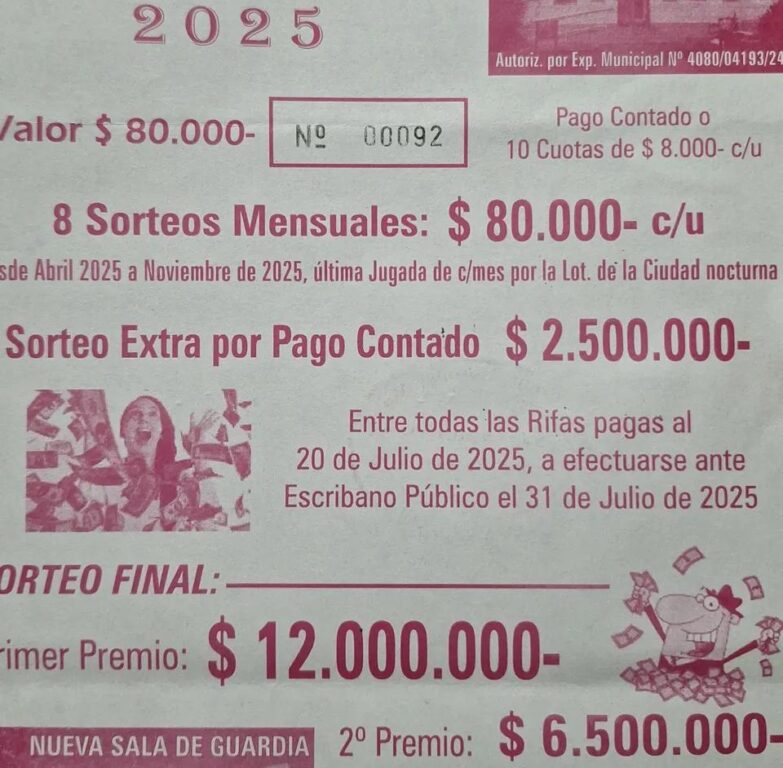 2025
Autoriz. por Exp. Municipal Nº 4080/04193/24
Valor $ 80.000-
Nº 00092
Pago Contado o
10 Cuotas de $ 8.000- c/u
8 Sorteos Mensuales: $ 80.000- c/u
sde Abril 2025 a Noviembre de 2025, última Jugada de c/mes por la Lot. de la Ciudad nocturna
Sorteo Extra por Pago Contado $ 2.500.000-
Entre todas las Rifas pagas al
20 de Julio de 2025, a efectuarse ante
Escribano Público el 31 de Julio de 2025
ORTEO FINAL:
rimer Premio: $ 12.000.000-
NUEVA SALA DE GUARDIA
2º Premio: $ 6.500.000-